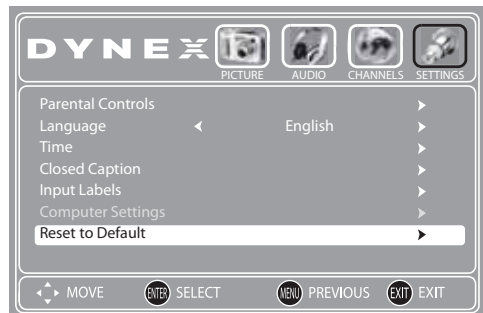 DYNEX
PICTURE AUDIO CHANNELS SETTINGS
Parental Controls
Language English
Time
Closed Caption
Input Labels
Computer Settings
Reset to Default
MOVE ENTER SELECT MENU PREVIOUS EXIT EXIT